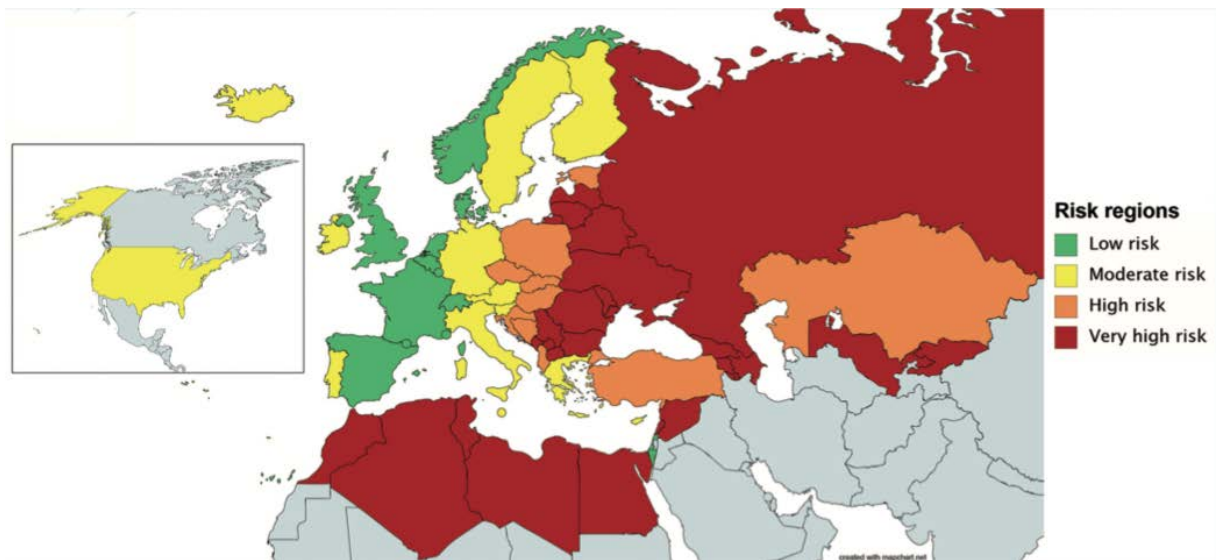 Risk regions
Low risk
Moderate risk
High risk
Very high risk
created with mapchart.net